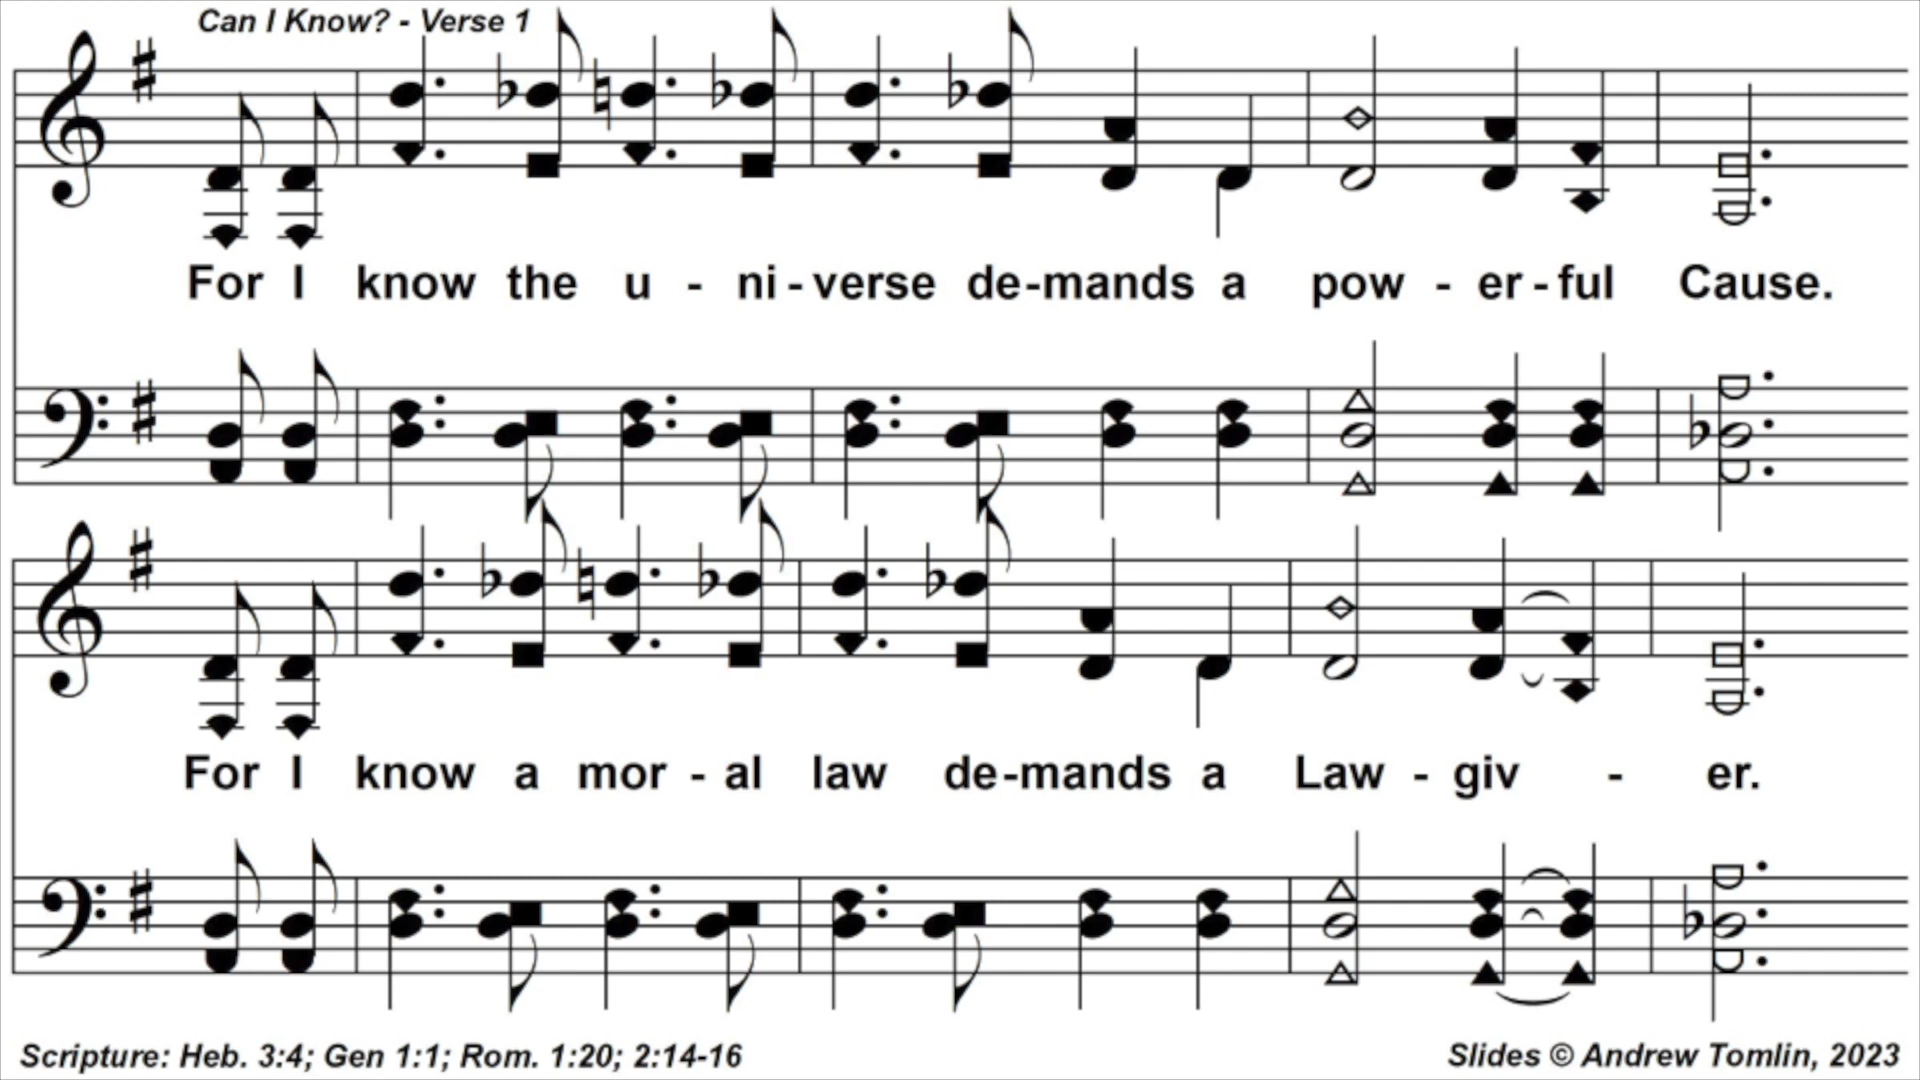 Can I Know? - Verse 1
For I know the u - ni - verse de-mands a pow - er - ful Cause.
For I know a mor - al law de-mands a Law - giv - er.
Scripture: Heb. 3:4; Gen 1:1; Rom. 1:20; 2:14-16
Slides © Andrew Tomlin, 2023